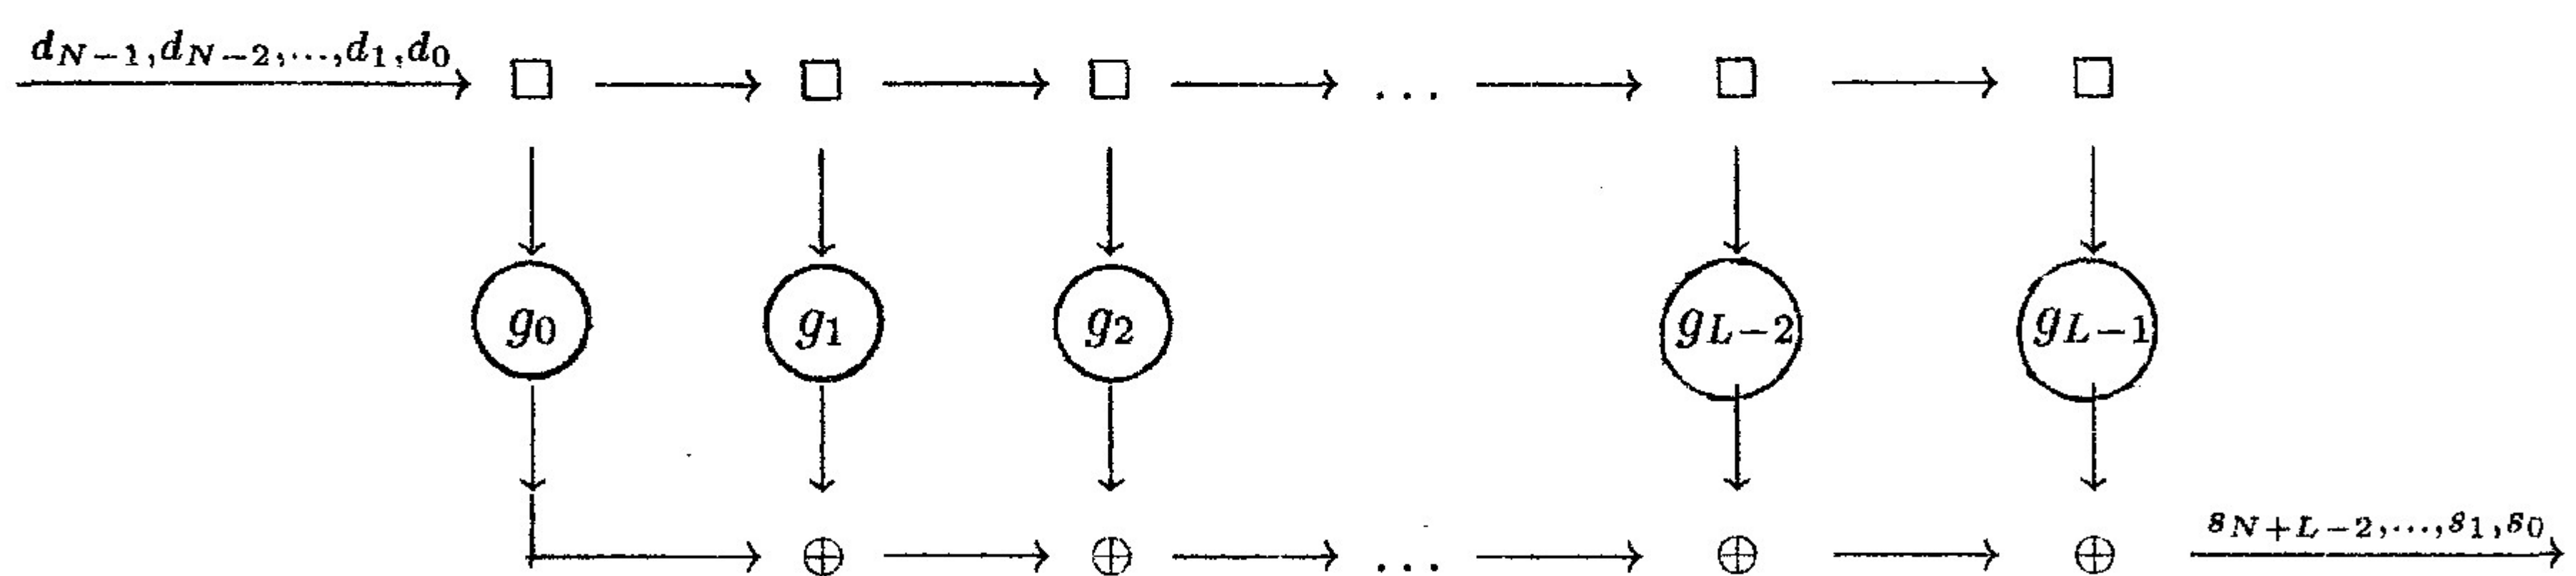 d_{N-1}, d_{N-2}, ..., d_1, d_0
...
g_0 g_1 g_2 g_{L-2} g_{L-1}
...
s_{N+L-2}, ..., s_1, s_0